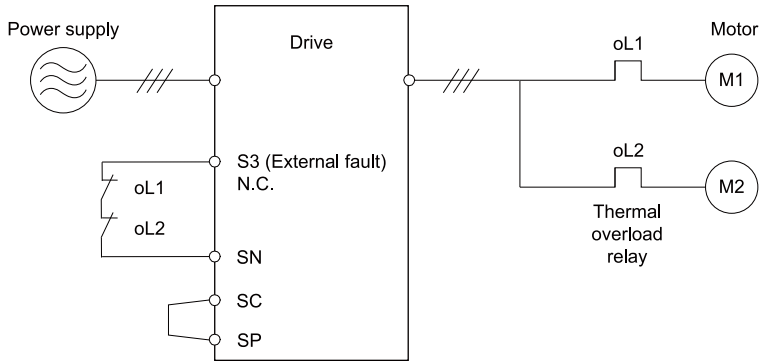 Power supply
Drive
oL1
Motor
M1
S3 (External fault)
N.C.
oL1
oL2
oL2
M2
Thermal
overload
relay
SN
SC
SP